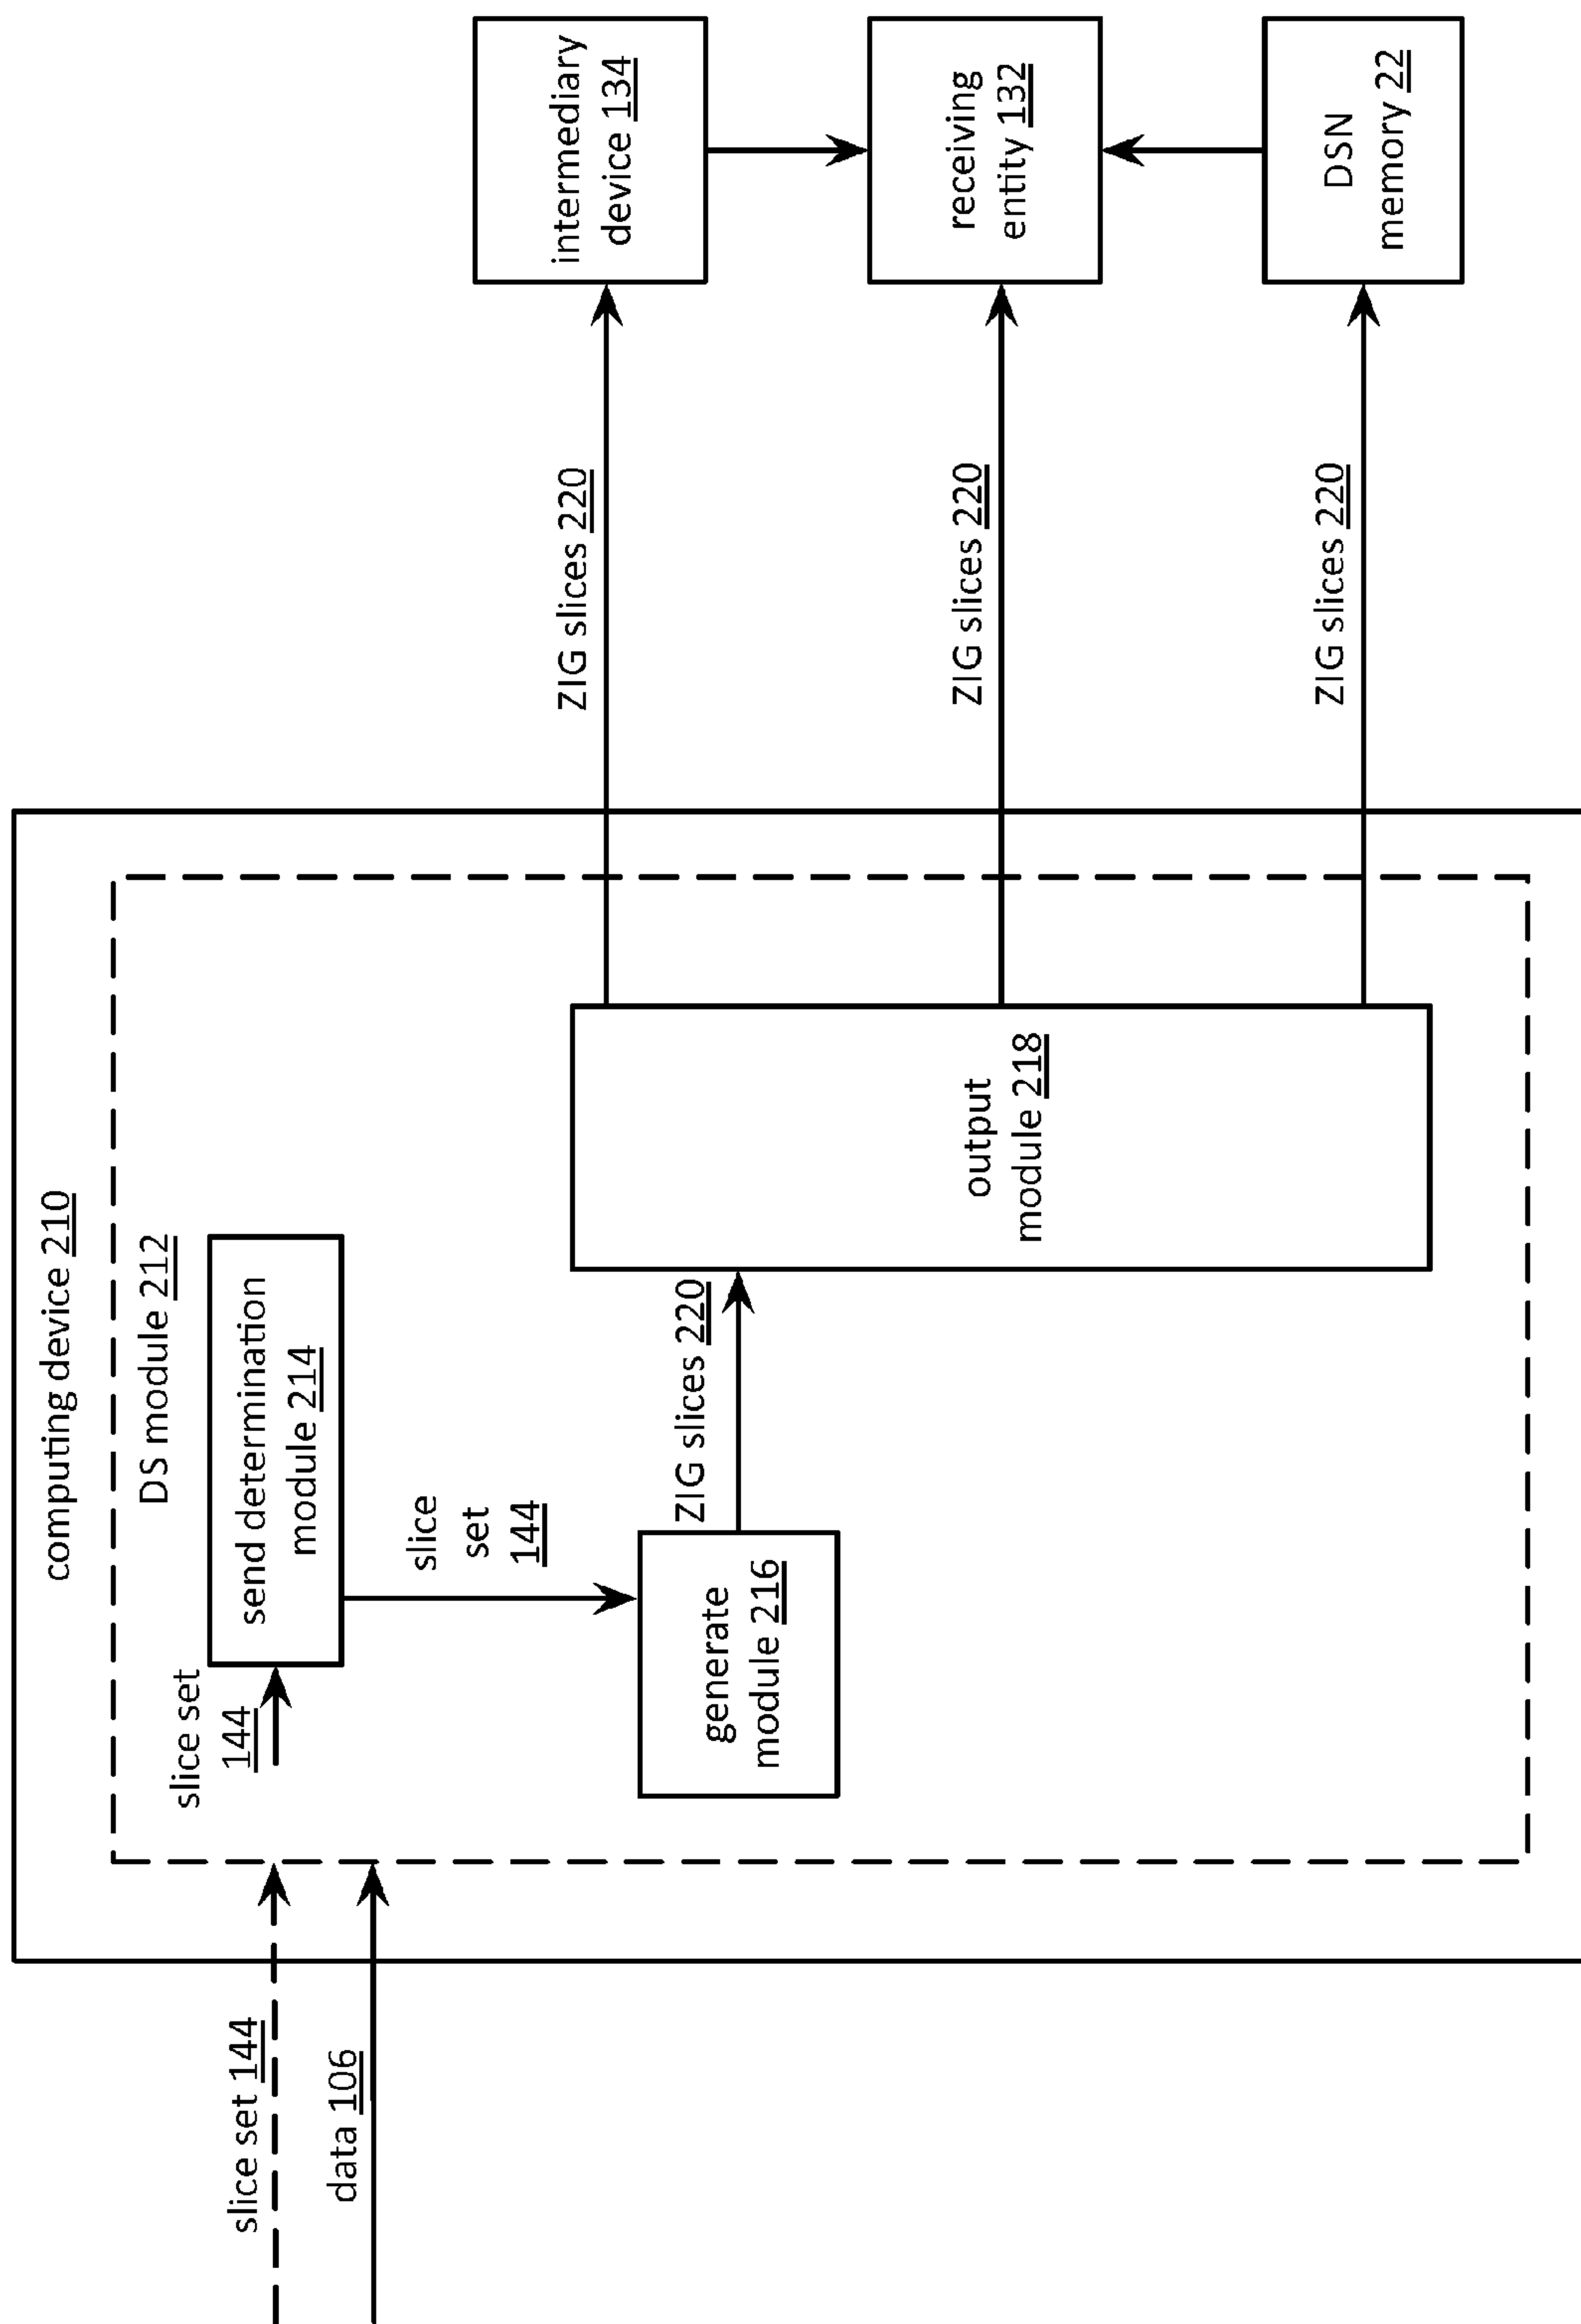 computing device 210
DS module 212
slice set 144
data 106
slice set
144
send determination
module 214
slice
set
144
generate
module 216
ZIG slices 220
output
module 218
ZIG slices 220
ZIG slices 220
ZIG slices 220
intermediary
device 134
receiving
entity 132
DSN
memory 22